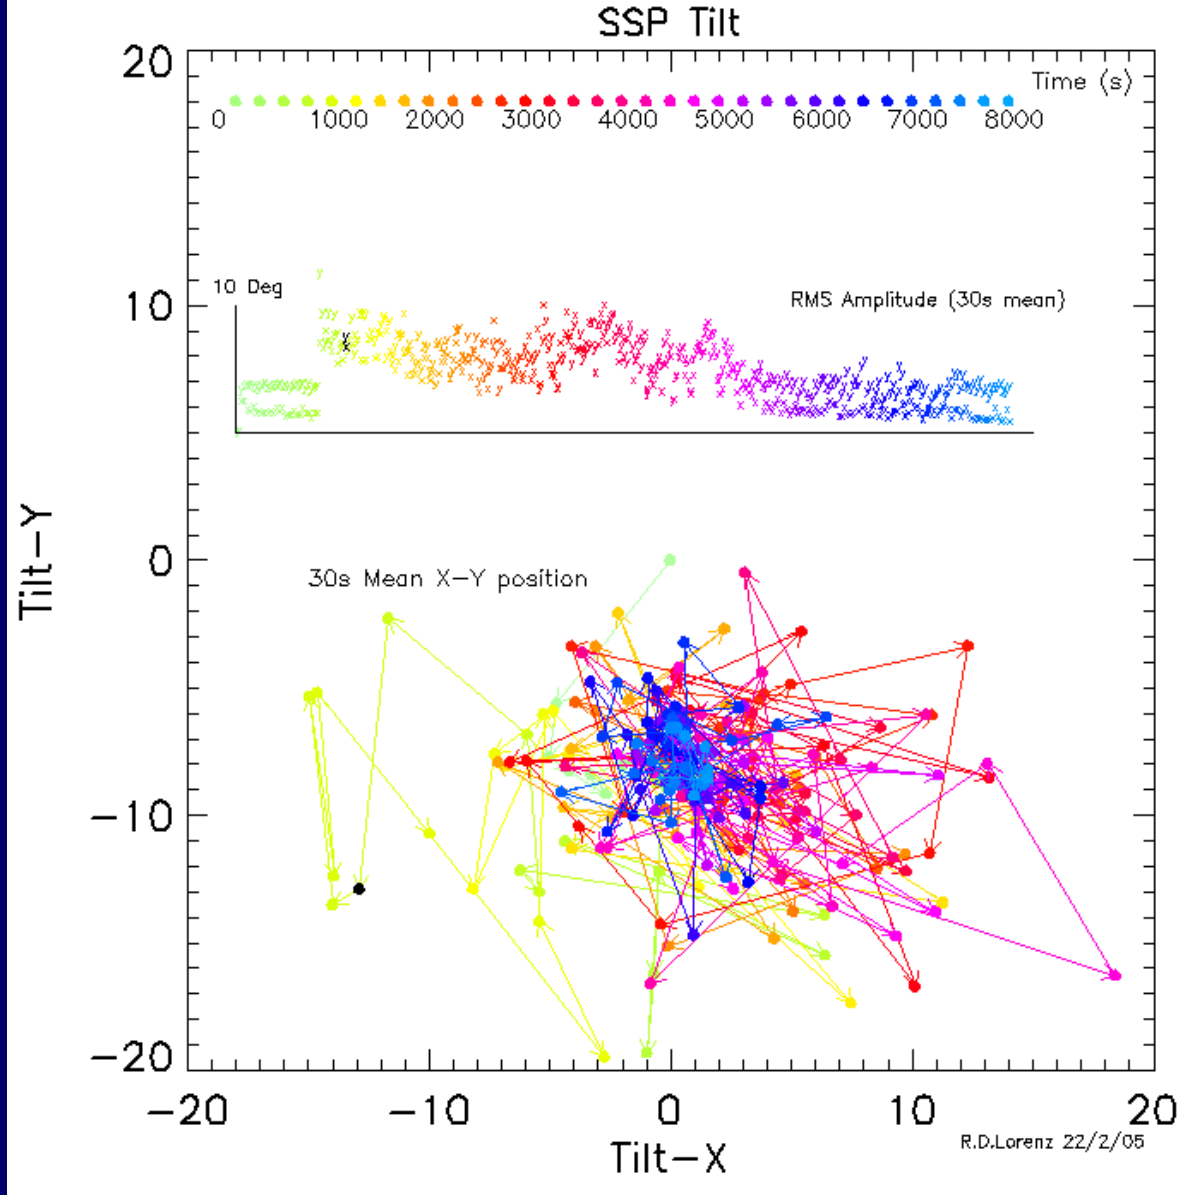 SSP Tilt
20
Time (s)
0 1000 2000 3000 4000 5000 6000 7000 8000
10 Deg
RMS Amplitude (30s mean)
10
0
30s Mean X-Y position
Tilt-Y
-10
-20
-20 -10 0 10 20
Tilt-X
R.D.Lorenz 22/2/05